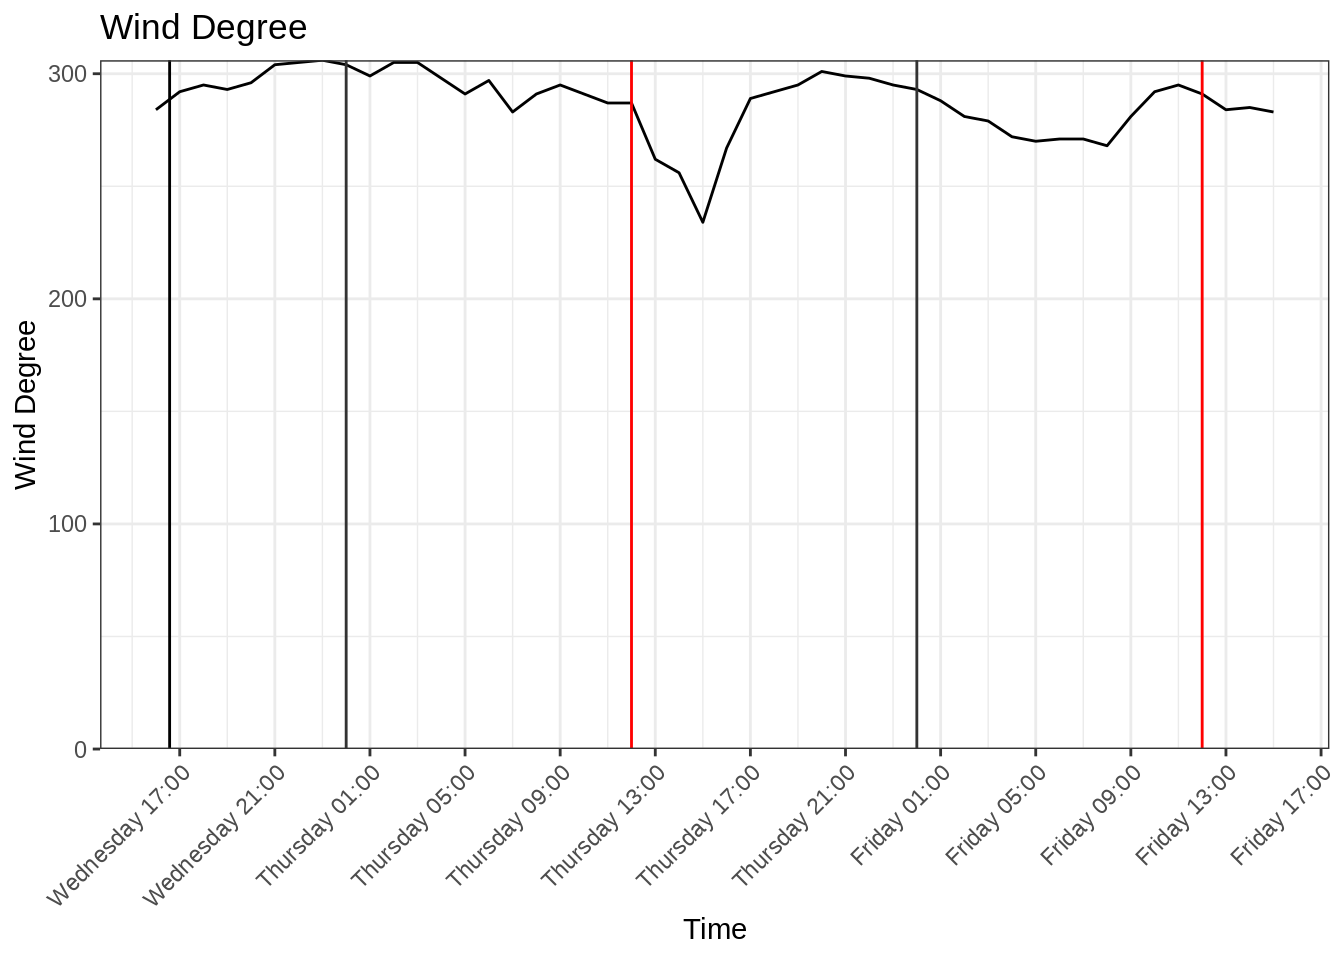 Wind Degree
300
200
100
0
Wind Degree
Wednesday 17:00
Wednesday 21:00
Thursday 01:00
Thursday 05:00
Thursday 09:00
Thursday 13:00
Thursday 17:00
Thursday 21:00
Friday 01:00
Friday 05:00
Friday 09:00
Friday 13:00
Friday 17:00
Time